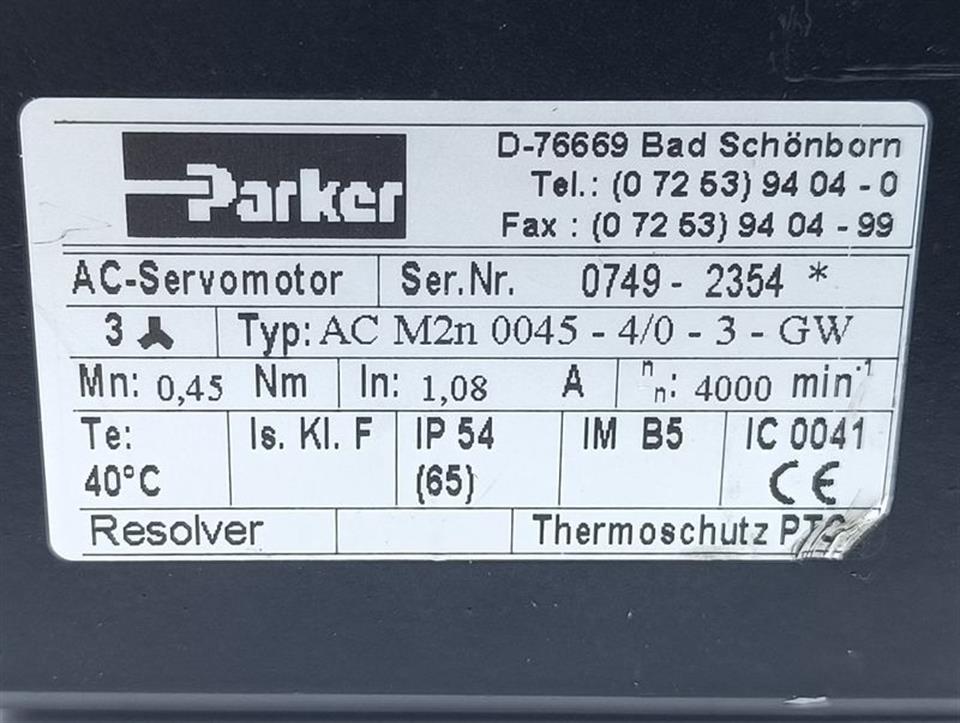 Parker
D-76669 Bad Schönborn
Tel.: (0 72 53) 94 04 - 0
Fax : (0 72 53) 94 04 - 99
AC-Servomotor Ser.Nr. 0749 - 2354 *
3 Typ: AC M2n 0045 - 4/0 - 3 - GW
Mn: 0,45 Nm In: 1,08 A nn: 4000 min-1
Te: Is. Kl. F IP 54 IM B5 IC 0041
40°C (65) CE
Resolver Thermoschutz PTC